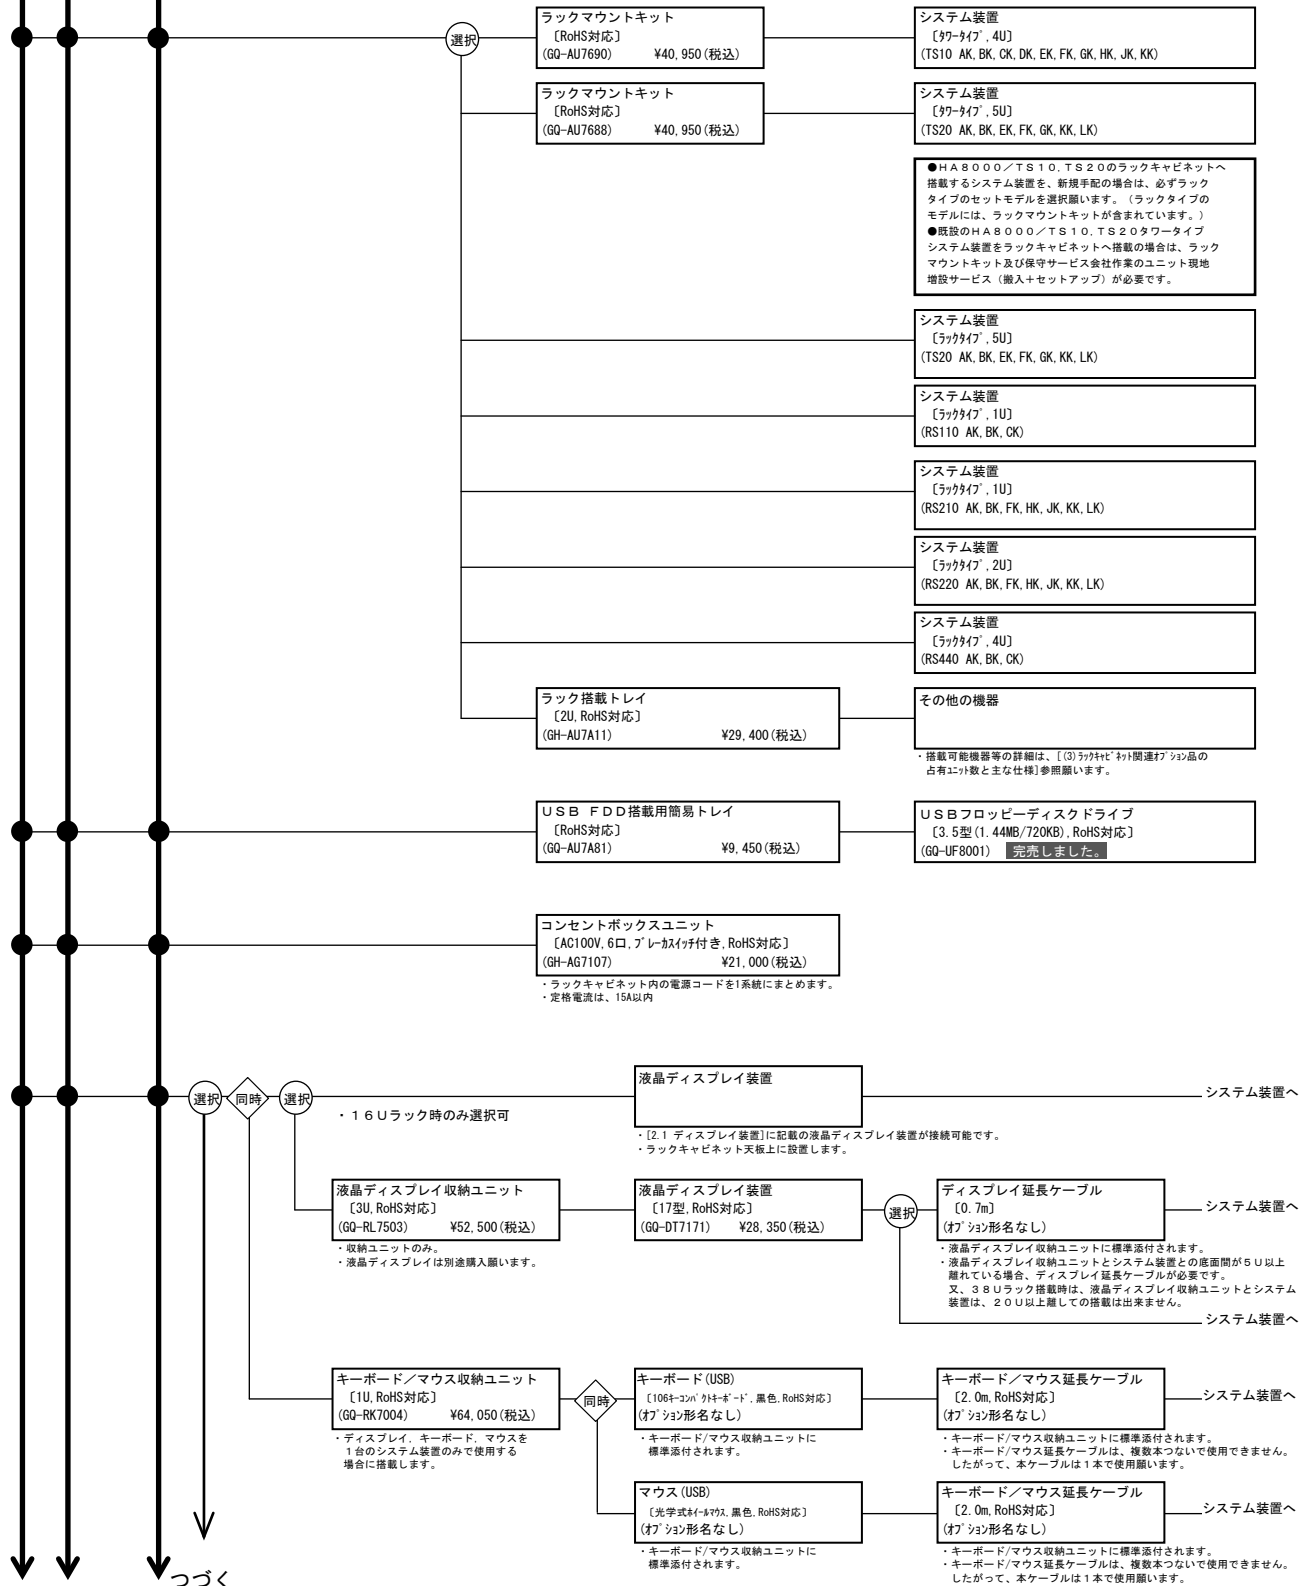 選択
ラックマウントキット
〔RoHS対応〕
(GQ-AU7690) ¥40,950(税込)
システム装置
〔ﾀﾜｰﾀｲﾌﾟ,4U〕
(TS10 AK,BK,CK,DK,EK,FK,GK,HK,JK,KK)
ラックマウントキット
〔RoHS対応〕
(GQ-AU7688) ¥40,950(税込)
システム装置
〔ﾀﾜｰﾀｲﾌﾟ,5U〕
(TS20 AK,BK,EK,FK,GK,KK,LK)
●ＨＡ８０００／ＴＳ１０,ＴＳ２０のラックキャビネットへ
搭載するシステム装置を、新規手配の場合は、必ずラック
タイプのセットモデルを選択願います。（ラックタイプの
モデルには、ラックマウントキットが含まれています。）
●既設のＨＡ８０００／ＴＳ１０,ＴＳ２０タワータイプ
システム装置をラックキャビネットへ搭載の場合は、ラック
マウントキット及び保守サービス会社作業のユニット現地
増設サービス（搬入＋セットアップ）が必要です。
システム装置
〔ﾗｯｸﾀｲﾌﾟ,5U〕
(TS20 AK,BK,EK,FK,GK,KK,LK)
システム装置
〔ﾗｯｸﾀｲﾌﾟ,1U〕
(RS110 AK,BK,CK)
システム装置
〔ﾗｯｸﾀｲﾌﾟ,1U〕
(RS210 AK,BK,FK,HK,JK,KK,LK)
システム装置
〔ﾗｯｸﾀｲﾌﾟ,2U〕
(RS220 AK,BK,FK,HK,JK,KK,LK)
システム装置
〔ﾗｯｸﾀｲﾌﾟ,4U〕
(RS440 AK,BK,CK)
ラック搭載トレイ
〔2U,RoHS対応〕
(GH-AU7A11) ¥29,400(税込)
その他の機器
・搭載可能機器等の詳細は、[(3)ﾗｯｸｷｬﾋﾞﾈｯﾄ関連ｵﾌﾟｼｮﾝ品の
占有ﾕﾆｯﾄ数と主な仕様]参照願います。
ＵＳＢ ＦＤＤ搭載用簡易トレイ
〔RoHS対応〕
(GQ-AU7A81) ¥9,450(税込)
ＵＳＢフロッピーディスクドライブ
〔3.5型(1.44MB/720KB),RoHS対応〕
(GQ-UF8001) 完売しました。
コンセントボックスユニット
〔AC100V,6口,ﾌﾞﾚｰｶｽｲｯﾁ付き,RoHS対応〕
(GH-AG7107) ¥21,000(税込)
・ラックキャビネット内の電源コードを1系統にまとめます。
・定格電流は、15A以内
選択
同時
選択
・１６Ｕラック時のみ選択可
液晶ディスプレイ装置
システム装置へ
・[2.1 ディスプレイ装置]に記載の液晶ディスプレイ装置が接続可能です。
・ラックキャビネット天板上に設置します。
液晶ディスプレイ収納ユニット
〔3U,RoHS対応〕
(GQ-RL7503) ¥52,500(税込)
・収納ユニットのみ。
・液晶ディスプレイは別途購入願います。
液晶ディスプレイ装置
〔17型,RoHS対応〕
(GQ-DT7171) ¥28,350(税込)
選択
ディスプレイ延長ケーブル
〔0.7m〕
(ｵﾌﾟｼｮﾝ形名なし)
システム装置へ
・液晶ディスプレイ収納ユニットに標準添付されます。
・液晶ディスプレイ収納ユニットとシステム装置との底面間が５Ｕ以上
離れている場合、ディスプレイ延長ケーブルが必要です。
又、３８Ｕラック搭載時は、液晶ディスプレイ収納ユニットとシステム
装置は、２０Ｕ以上離しての搭載は出来ません。
システム装置へ
キーボード／マウス収納ユニット
〔1U,RoHS対応〕
(GQ-RK7004) ¥64,050(税込)
・ディスプレイ、キーボード、マウスを
１台のシステム装置のみで使用する
場合に搭載します。
同時
キーボード(USB)
〔106ｷｰｺﾝﾊﾟｸﾄｷｰﾎﾞｰﾄﾞ,黒色,RoHS対応〕
(ｵﾌﾟｼｮﾝ形名なし)
・キーボード/マウス収納ユニットに
標準添付されます。
キーボード／マウス延長ケーブル
〔2.0m,RoHS対応〕
(ｵﾌﾟｼｮﾝ形名なし)
システム装置へ
・キーボード/マウス収納ユニットに標準添付されます。
・キーボード/マウス延長ケーブルは、複数本つないで使用できません。
したがって、本ケーブルは１本で使用願います。
マウス(USB)
〔光学式ﾎｲｰﾙﾏｳｽ,黒色,RoHS対応〕
(ｵﾌﾟｼｮﾝ形名なし)
・キーボード/マウス収納ユニットに
標準添付されます。
キーボード／マウス延長ケーブル
〔2.0m,RoHS対応〕
(ｵﾌﾟｼｮﾝ形名なし)
システム装置へ
・キーボード/マウス収納ユニットに標準添付されます。
・キーボード/マウス延長ケーブルは、複数本つないで使用できません。
したがって、本ケーブルは１本で使用願います。
つづく